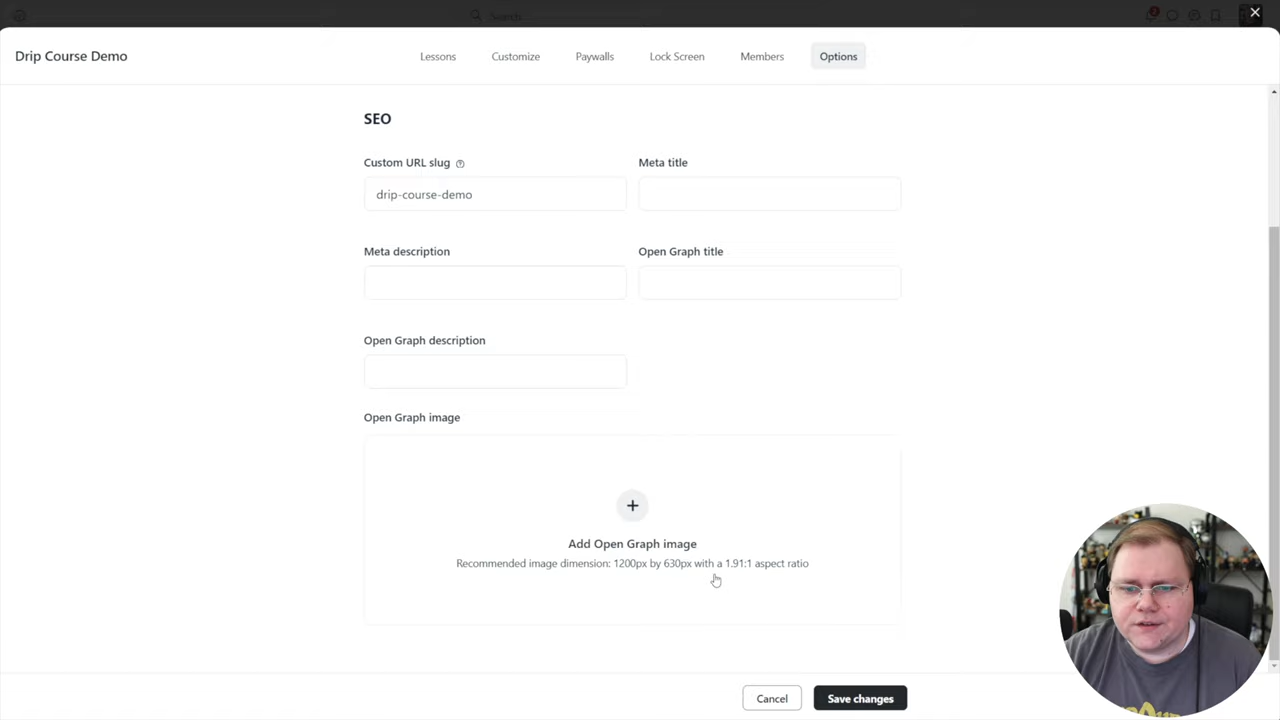 Search
2
Drip Course Demo
Lessons
Customize
Paywalls
Lock Screen
Members
Options
SEO
Custom URL slug
Meta title
drip-course-demo
Meta description
Open Graph title
Open Graph description
Open Graph image
Add Open Graph image
Recommended image dimension: 1200px by 630px with a 1.91:1 aspect ratio
Cancel
Save changes